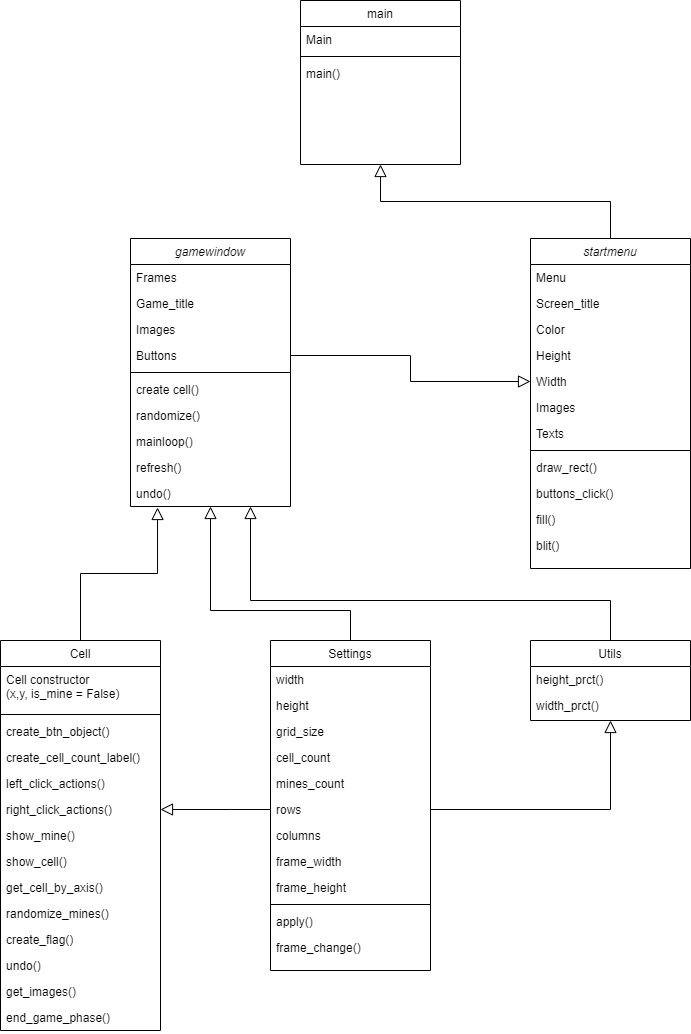 main
Main
main()
gamewindow
Frames
Game_title
Images
Buttons
create cell()
randomize()
mainloop()
refresh()
undo()
startmenu
Menu
Screen_title
Color
Height
Width
Images
Texts
draw_rect()
buttons_click()
fill()
blit()
Cell
Cell constructor
(x,y, is_mine = False)
create_btn_object()
create_cell_count_label()
left_click_actions()
right_click_actions()
show_mine()
show_cell()
get_cell_by_axis()
randomize_mines()
create_flag()
undo()
get_images()
end_game_phase()
Settings
width
height
grid_size
cell_count
mines_count
rows
columns
frame_width
frame_height
apply()
frame_change()
Utils
height_prct()
width_prct()